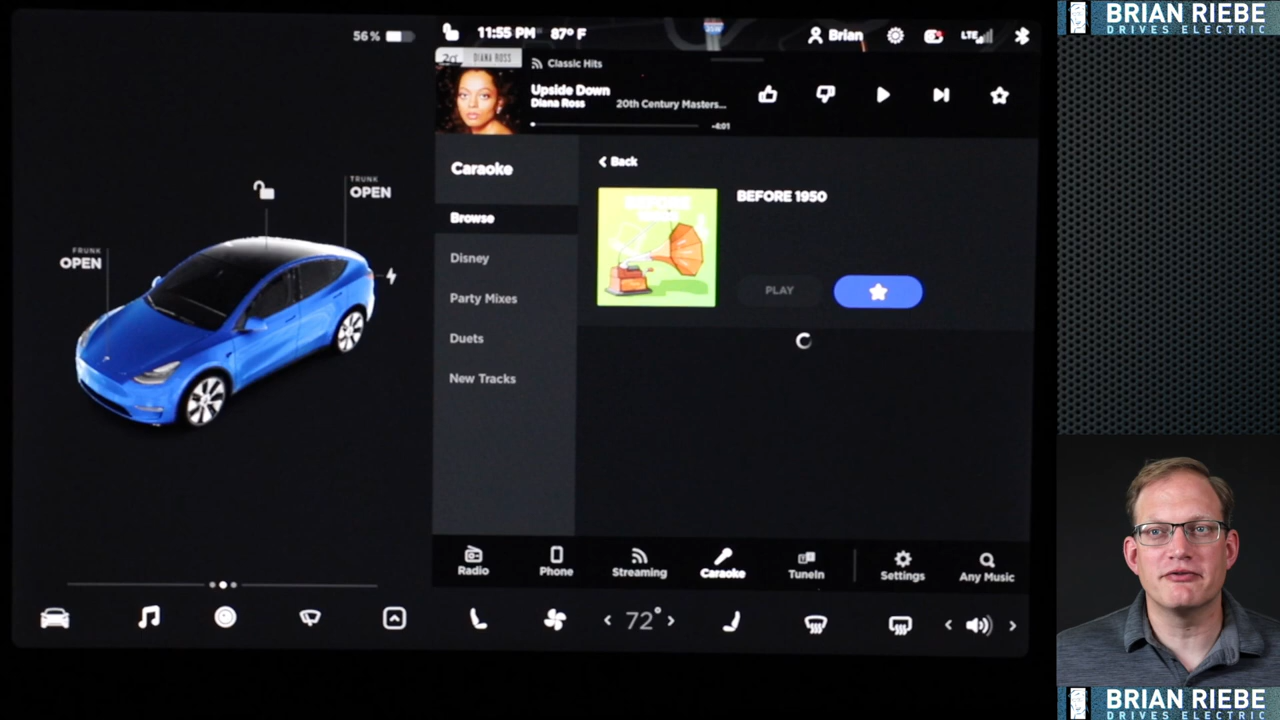 BRIAN RIEBE
DRIVES ELECTRIC
56 %
11:55 PM
87° F
Brian
LTE
DIANA ROSS
Classic Hits
Upside Down
Diana Ross
20th Century Masters...
-4:01
Caraoke
Browse
Disney
Party Mixes
Duets
New Tracks
< Back
BEFORE 1950
PLAY
TRUNK
OPEN
FRUNK
OPEN
Radio
Phone
Streaming
Caraoke
TuneIn
Settings
Any Music
< 72° >
< >
BRIAN RIEBE
DRIVES ELECTRIC